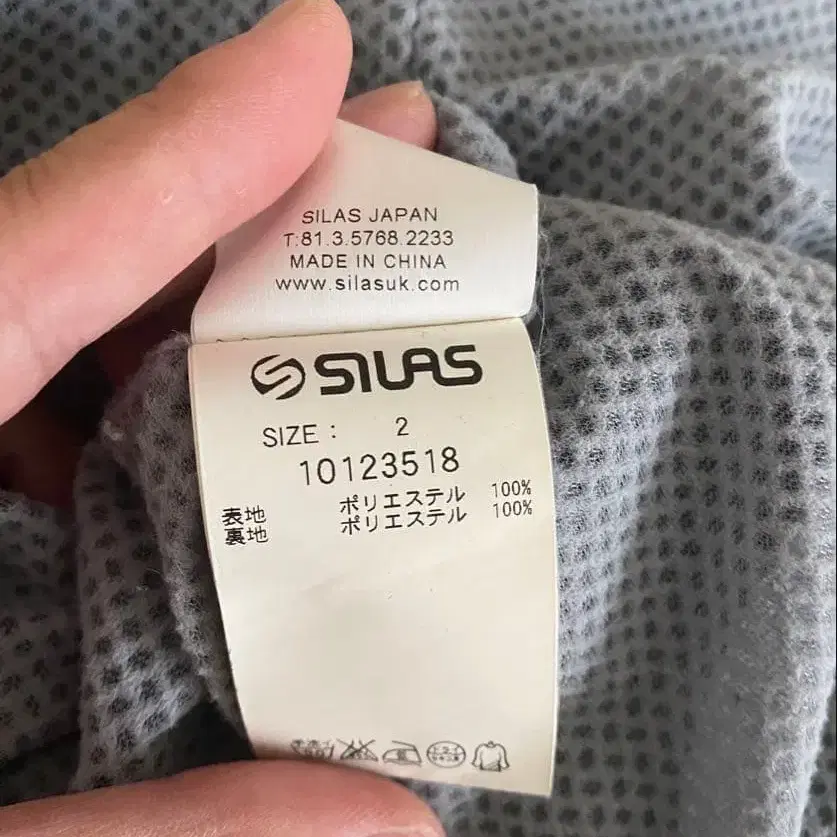 SILAS JAPAN
T:81.3.5768.2233
MADE IN CHINA
www.silasuk.com
SILAS
SIZE : 2
10123518
表地 ポリエステル 100%
裏地 ポリエステル 100%